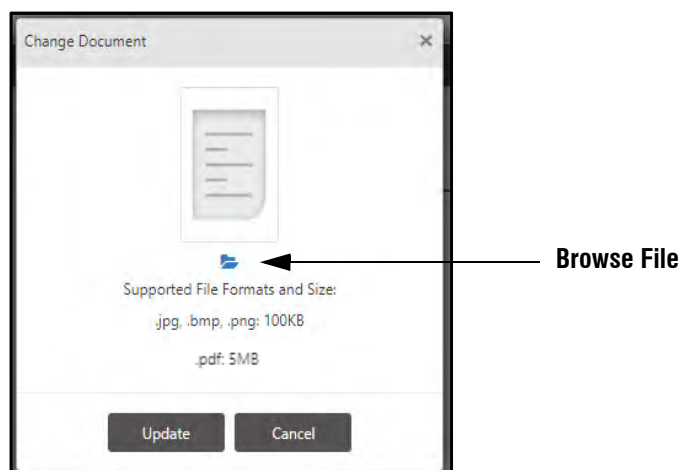 Change Document ×
Browse File
Supported File Formats and Size:
.jpg, .bmp, .png: 100KB
.pdf: 5MB
Update Cancel